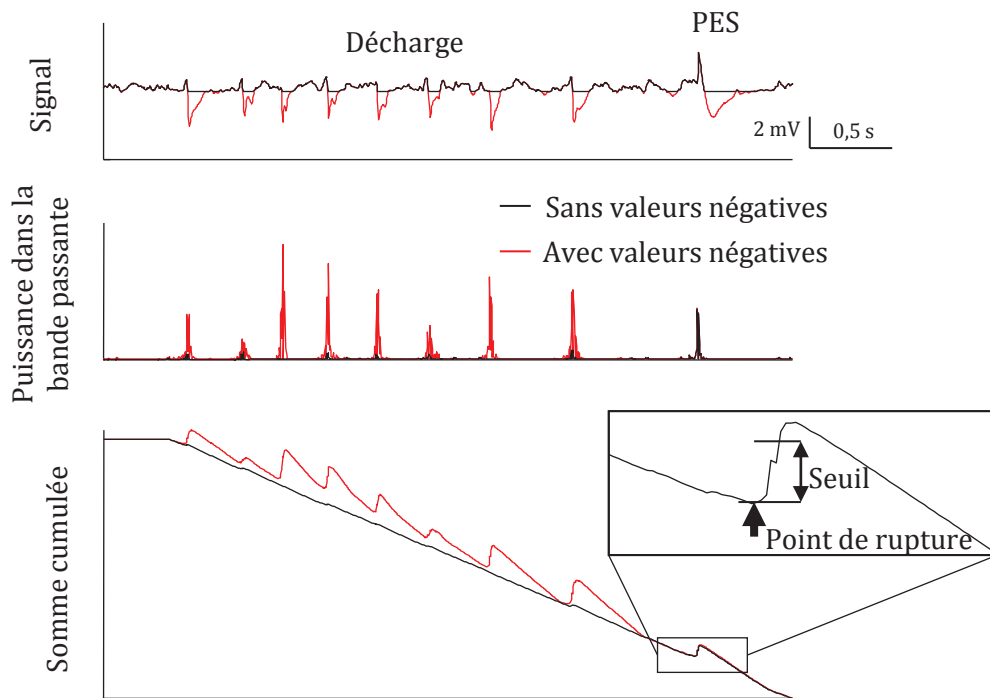 Signal
Décharge
PES
2 mV
0,5 s
Puissance dans la
bande passante
Sans valeurs négatives
Avec valeurs négatives
Somme cumulée
Seuil
Point de rupture